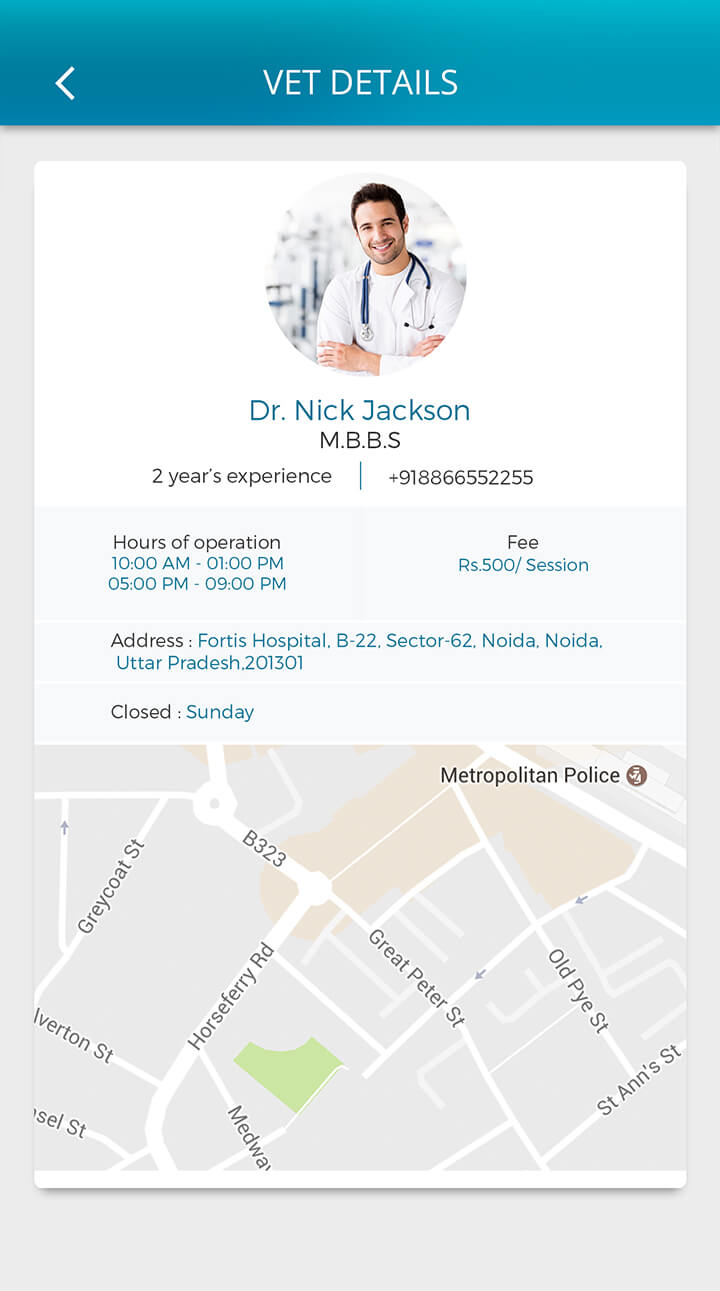 VET DETAILS
Dr. Nick Jackson
M.B.B.S
2 year's experience
+918866552255
Hours of operation
10:00 AM - 01:00 PM
05:00 PM - 09:00 PM
Fee
Rs.500/ Session
Address : Fortis Hospital, B-22, Sector-62, Noida, Noida,
Uttar Pradesh,201301
Closed : Sunday
Metropolitan Police
B323
Greycoat St
Great Peter St
Horseferry Rd
Old Pye St
lverton St
St Ann's St
sel St
Medway